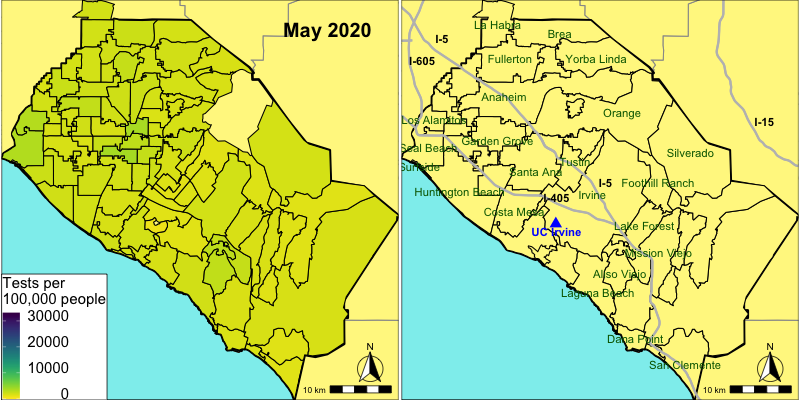 May 2020
Tests per
100,000 people
30000
20000
10000
0
N
10 km
La Habra
Brea
I-5
I-605
Fullerton
Yorba Linda
Anaheim
Orange
Los Alamitos
I-15
Garden Grove
Seal Beach
Silverado
Tustin
Sunside
Santa Ana
I-5
Foothill Ranch
Huntington Beach
I-405
Irvine
Costa Mesa
UC Irvine
Lake Forest
Mission Viejo
Aliso Viejo
Laguna Beach
Dana Point
San Clemente
N
10 km